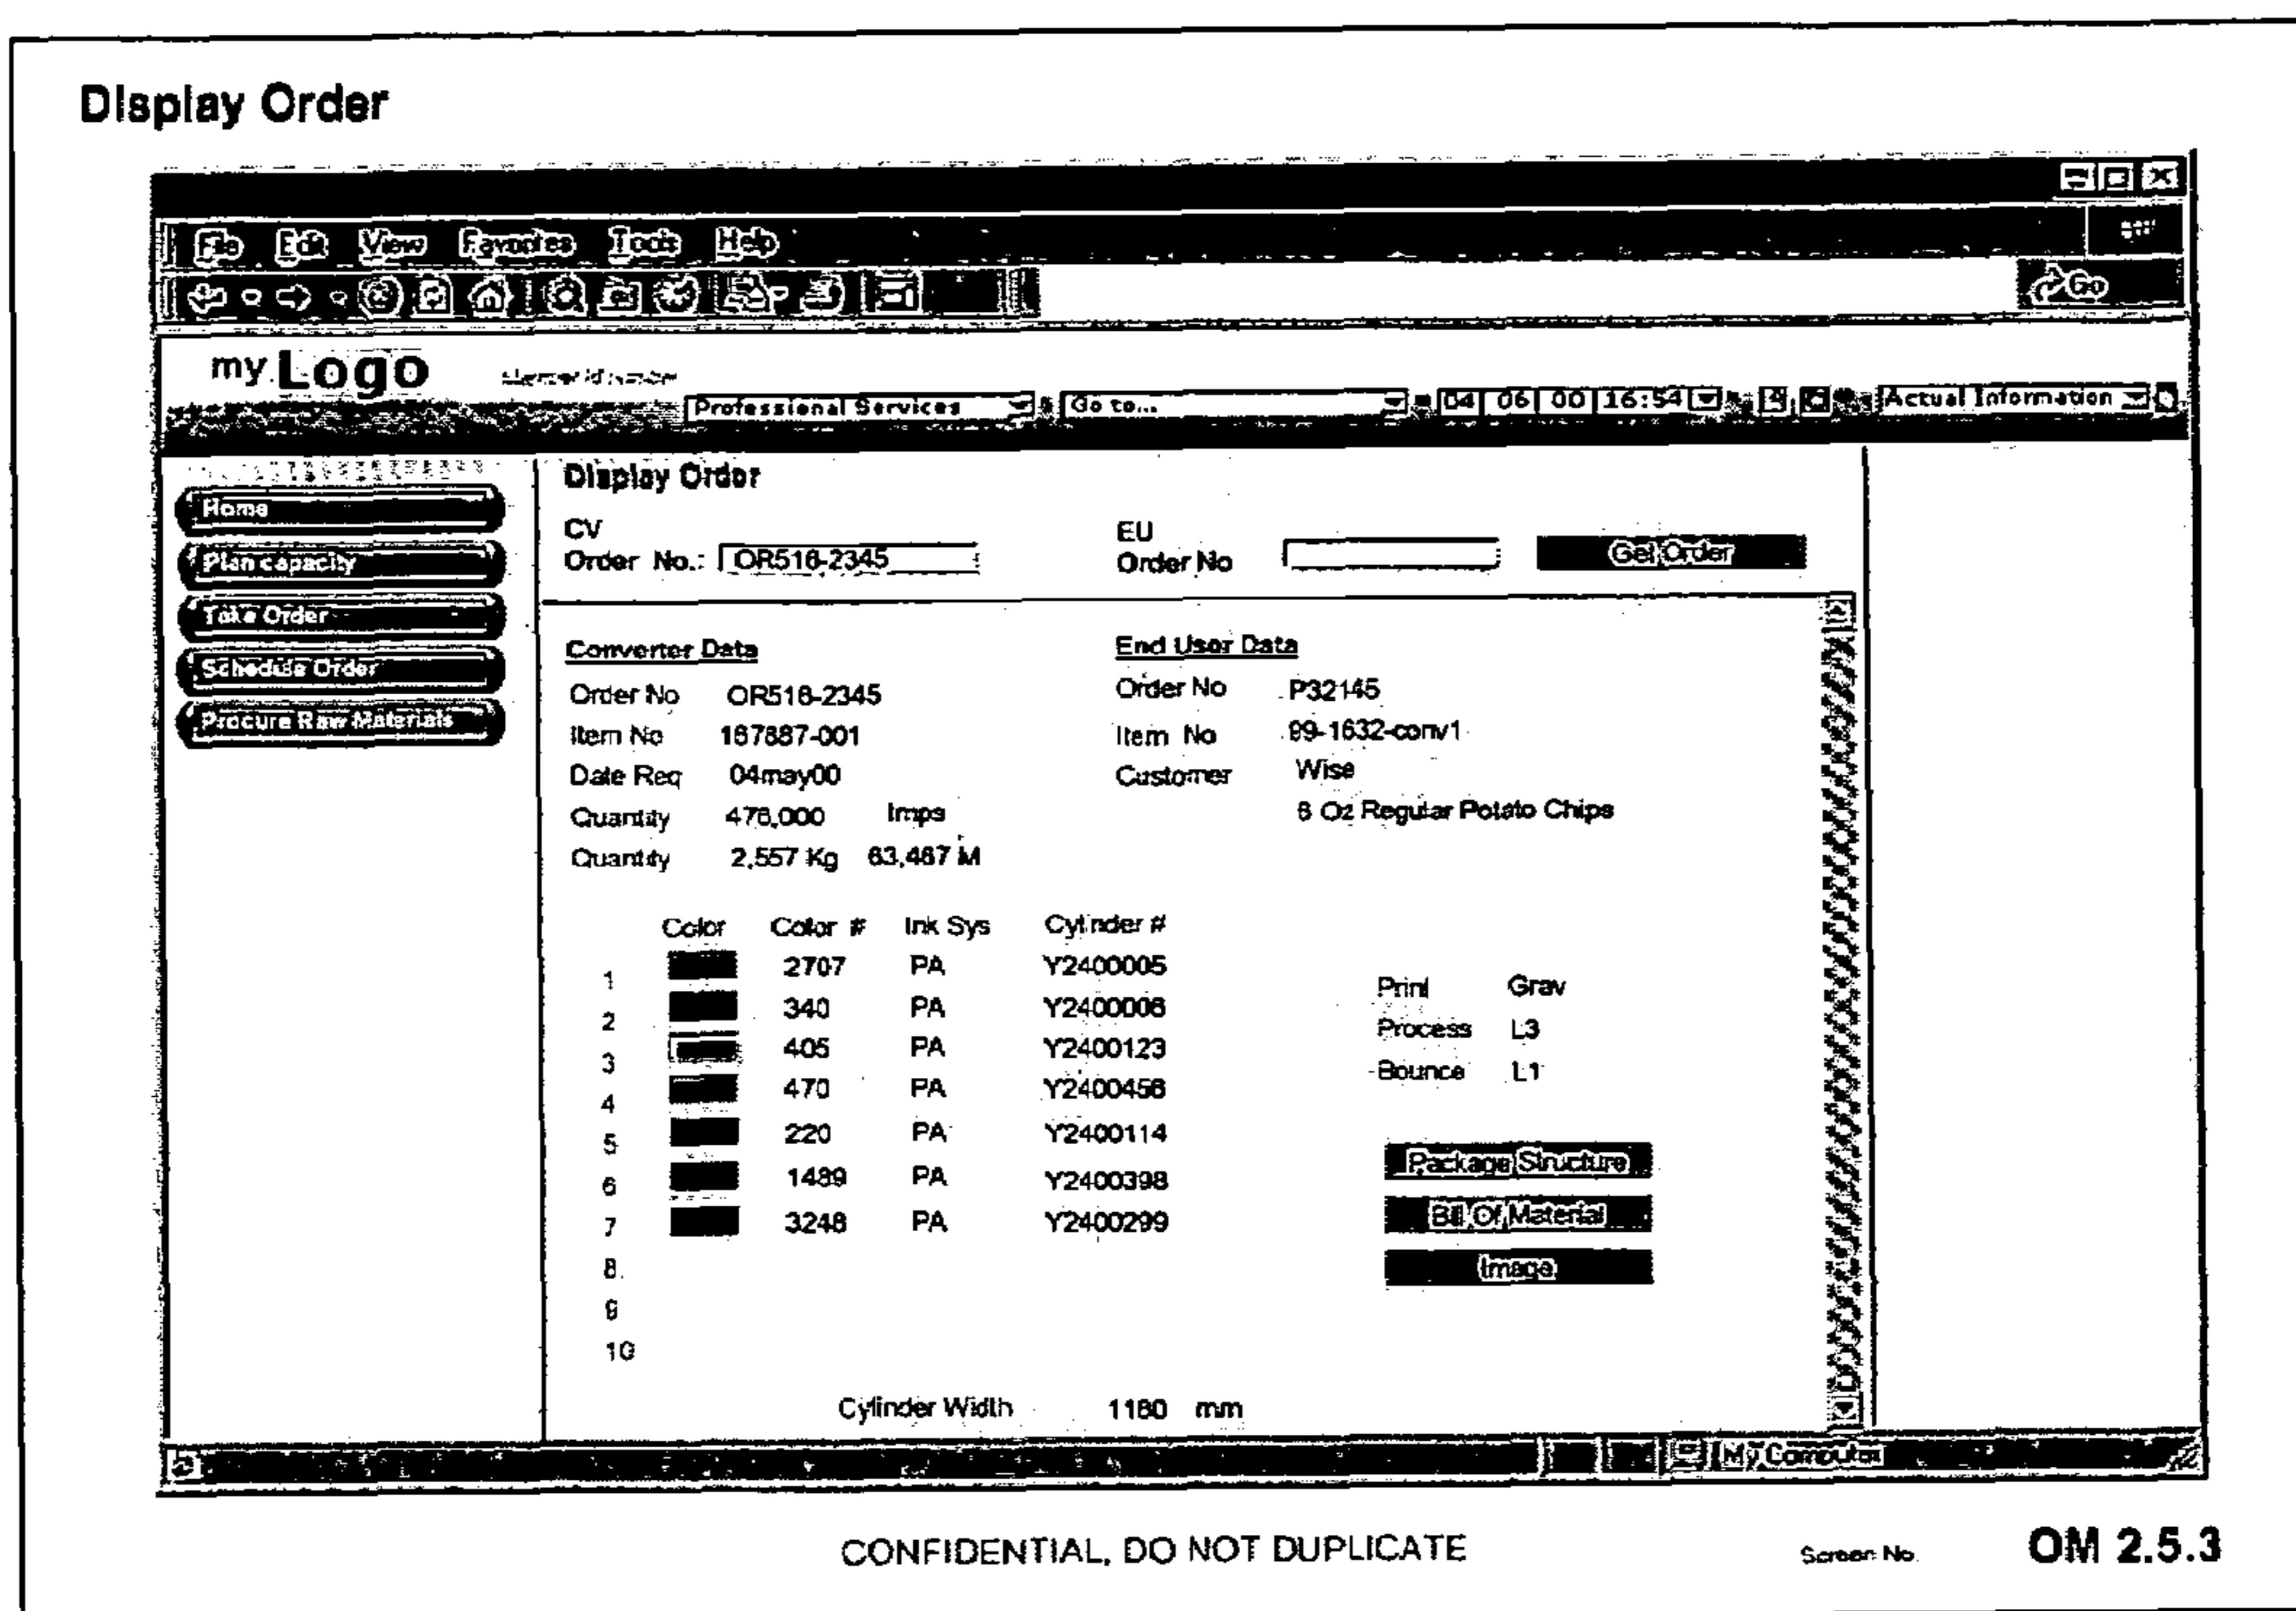 Display Order
File Edit View Favorites Tools Help
Go
my Logo
Member id number
Professional Services Go to... 04 06 00 16:54 Actual Information
Home
Plan capacity
Take Order
Schedule Order
Procure Raw Materials
Display Order
CV
Order No.: OR516-2345
EU
Order No
Get Order
Converter Data
Order No OR516-2345
Item No 167887-001
Date Req 04may00
Quantity 476,000 Imps
Quantity 2,557 Kg 63,467 M
End User Data
Order No P32145
Item No 99-1632-conv1
Customer Wise
6 Oz Regular Potato Chips
Color Color # Ink Sys Cylinder #
1 2707 PA Y2400005
2 340 PA Y2400006
3 405 PA Y2400123
4 470 PA Y2400456
5 220 PA Y2400114
6 1489 PA Y2400398
7 3248 PA Y2400299
8
9
10
Print Grav
Process L3
Bounce L1
Package Structure
Bill Of Material
Image
Cylinder Width 1180 mm
My Computer
CONFIDENTIAL, DO NOT DUPLICATE
Screen No. OM 2.5.3